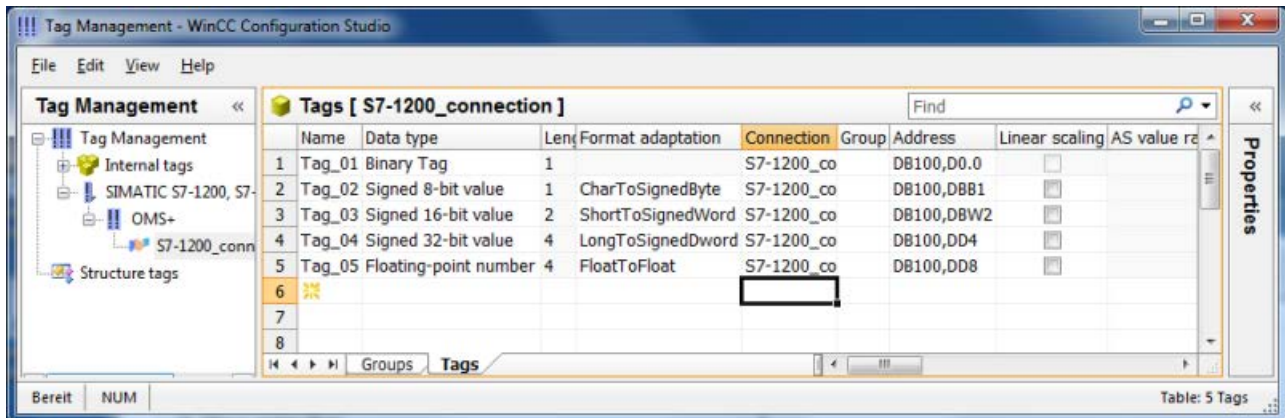 Tag Management - WinCC Configuration Studio
File Edit View Help
Tag Management «
Tags [ S7-1200_connection ]
Find
«
Tag Management
Internal tags
SIMATIC S7-1200, S7-
OMS+
S7-1200_conn
Structure tags
Name Data type Leng Format adaptation Connection Group Address Linear scaling AS value ra
1 Tag_01 Binary Tag 1 S7-1200_co DB100,D0.0
2 Tag_02 Signed 8-bit value 1 CharToSignedByte S7-1200_co DB100,DBB1
3 Tag_03 Signed 16-bit value 2 ShortToSignedWord S7-1200_co DB100,DBW2
4 Tag_04 Signed 32-bit value 4 LongToSignedDword S7-1200_co DB100,DD4
5 Tag_05 Floating-point number 4 FloatToFloat S7-1200_co DB100,DD8
6
7
8
Groups Tags
Properties
Bereit NUM Table: 5 Tags